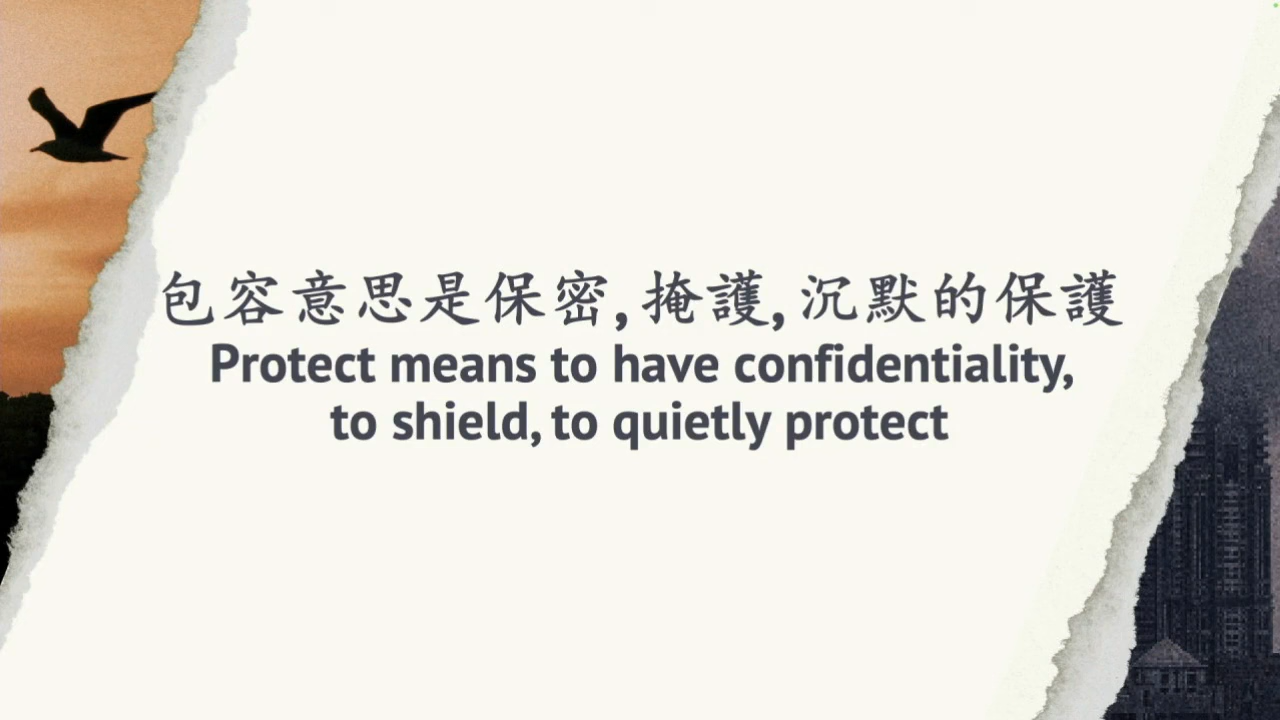 包容意思是保密,掩護,沉默的保護
Protect means to have confidentiality,
to shield, to quietly protect